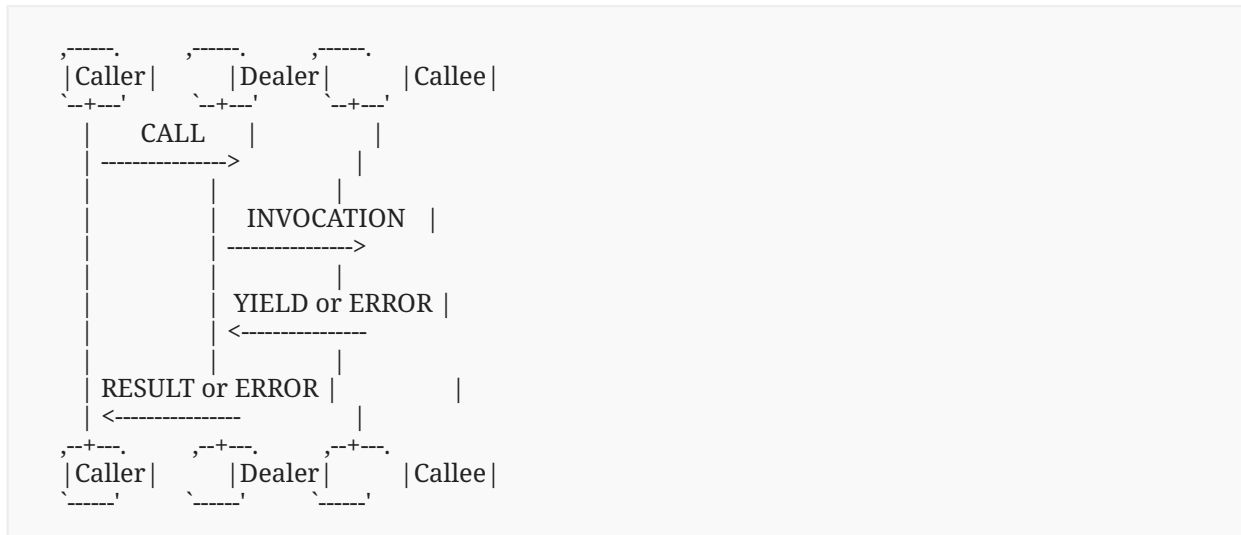 ,------.          ,------.          ,------.
|Caller|          |Dealer|          |Callee|
`--+---'          `--+---'          `--+---'
|       CALL      |                 |
| ---------------->                 |
|                 |                 |
|                 |    INVOCATION   |
|                 | ---------------->
|                 |                 |
|                 |  YIELD or ERROR |
|                 | <----------------
|                 |                 |
| RESULT or ERROR |                 |
| <----------------                 |
,--+---.          ,--+---.          ,--+---.
|Caller|          |Dealer|          |Callee|
`------'          `------'          `------'